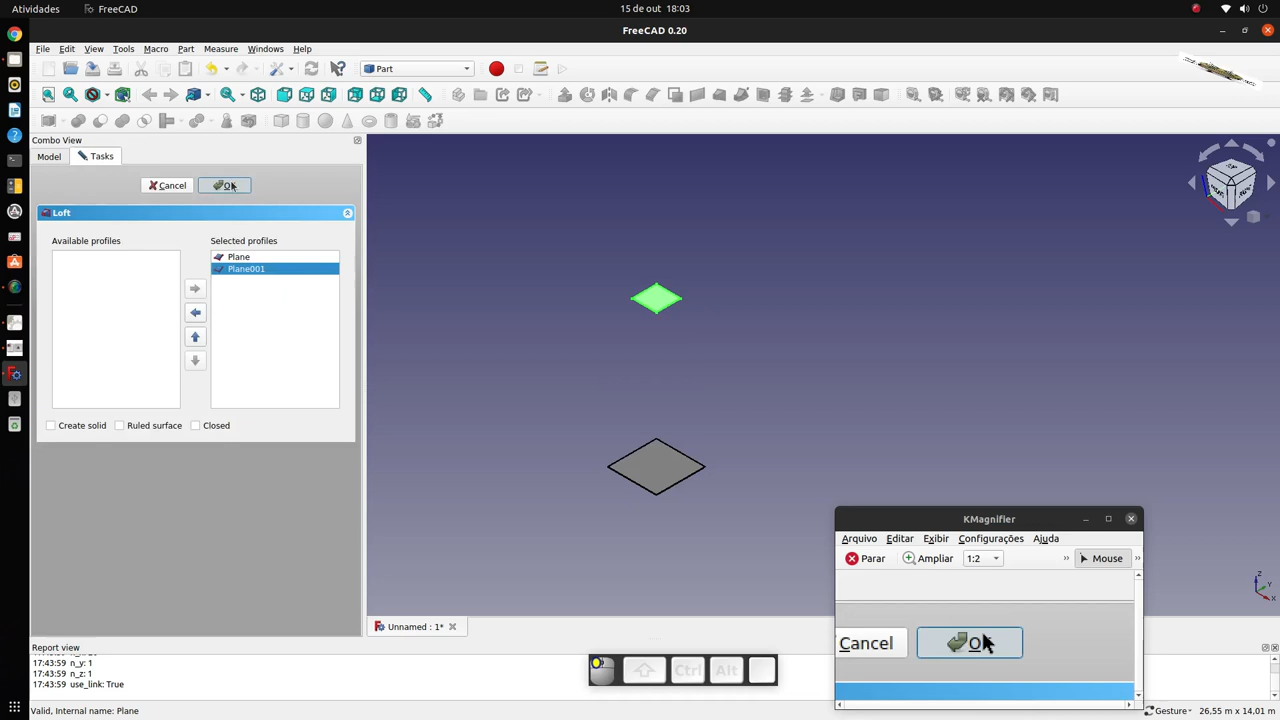 Atividades
FreeCAD
15 de out 18:03
FreeCAD 0.20
File Edit View Tools Macro Part Measure Windows Help
Part
Combo View
Model
Tasks
Cancel
OK
Loft
Available profiles
Selected profiles
Plane
Plane001
Create solid
Ruled surface
Closed
KMagnifier
Arquivo Editar Exibir Configurações Ajuda
Parar
Ampliar
1:2
Mouse
Cancel
Unnamed : 1*
Report view
17:43:59 n_y: 1
17:43:59 n_z: 1
17:43:59 use_link: True
Ctrl
Alt
Valid, Internal name: Plane
Gesture
26,55 m x 14,01 m